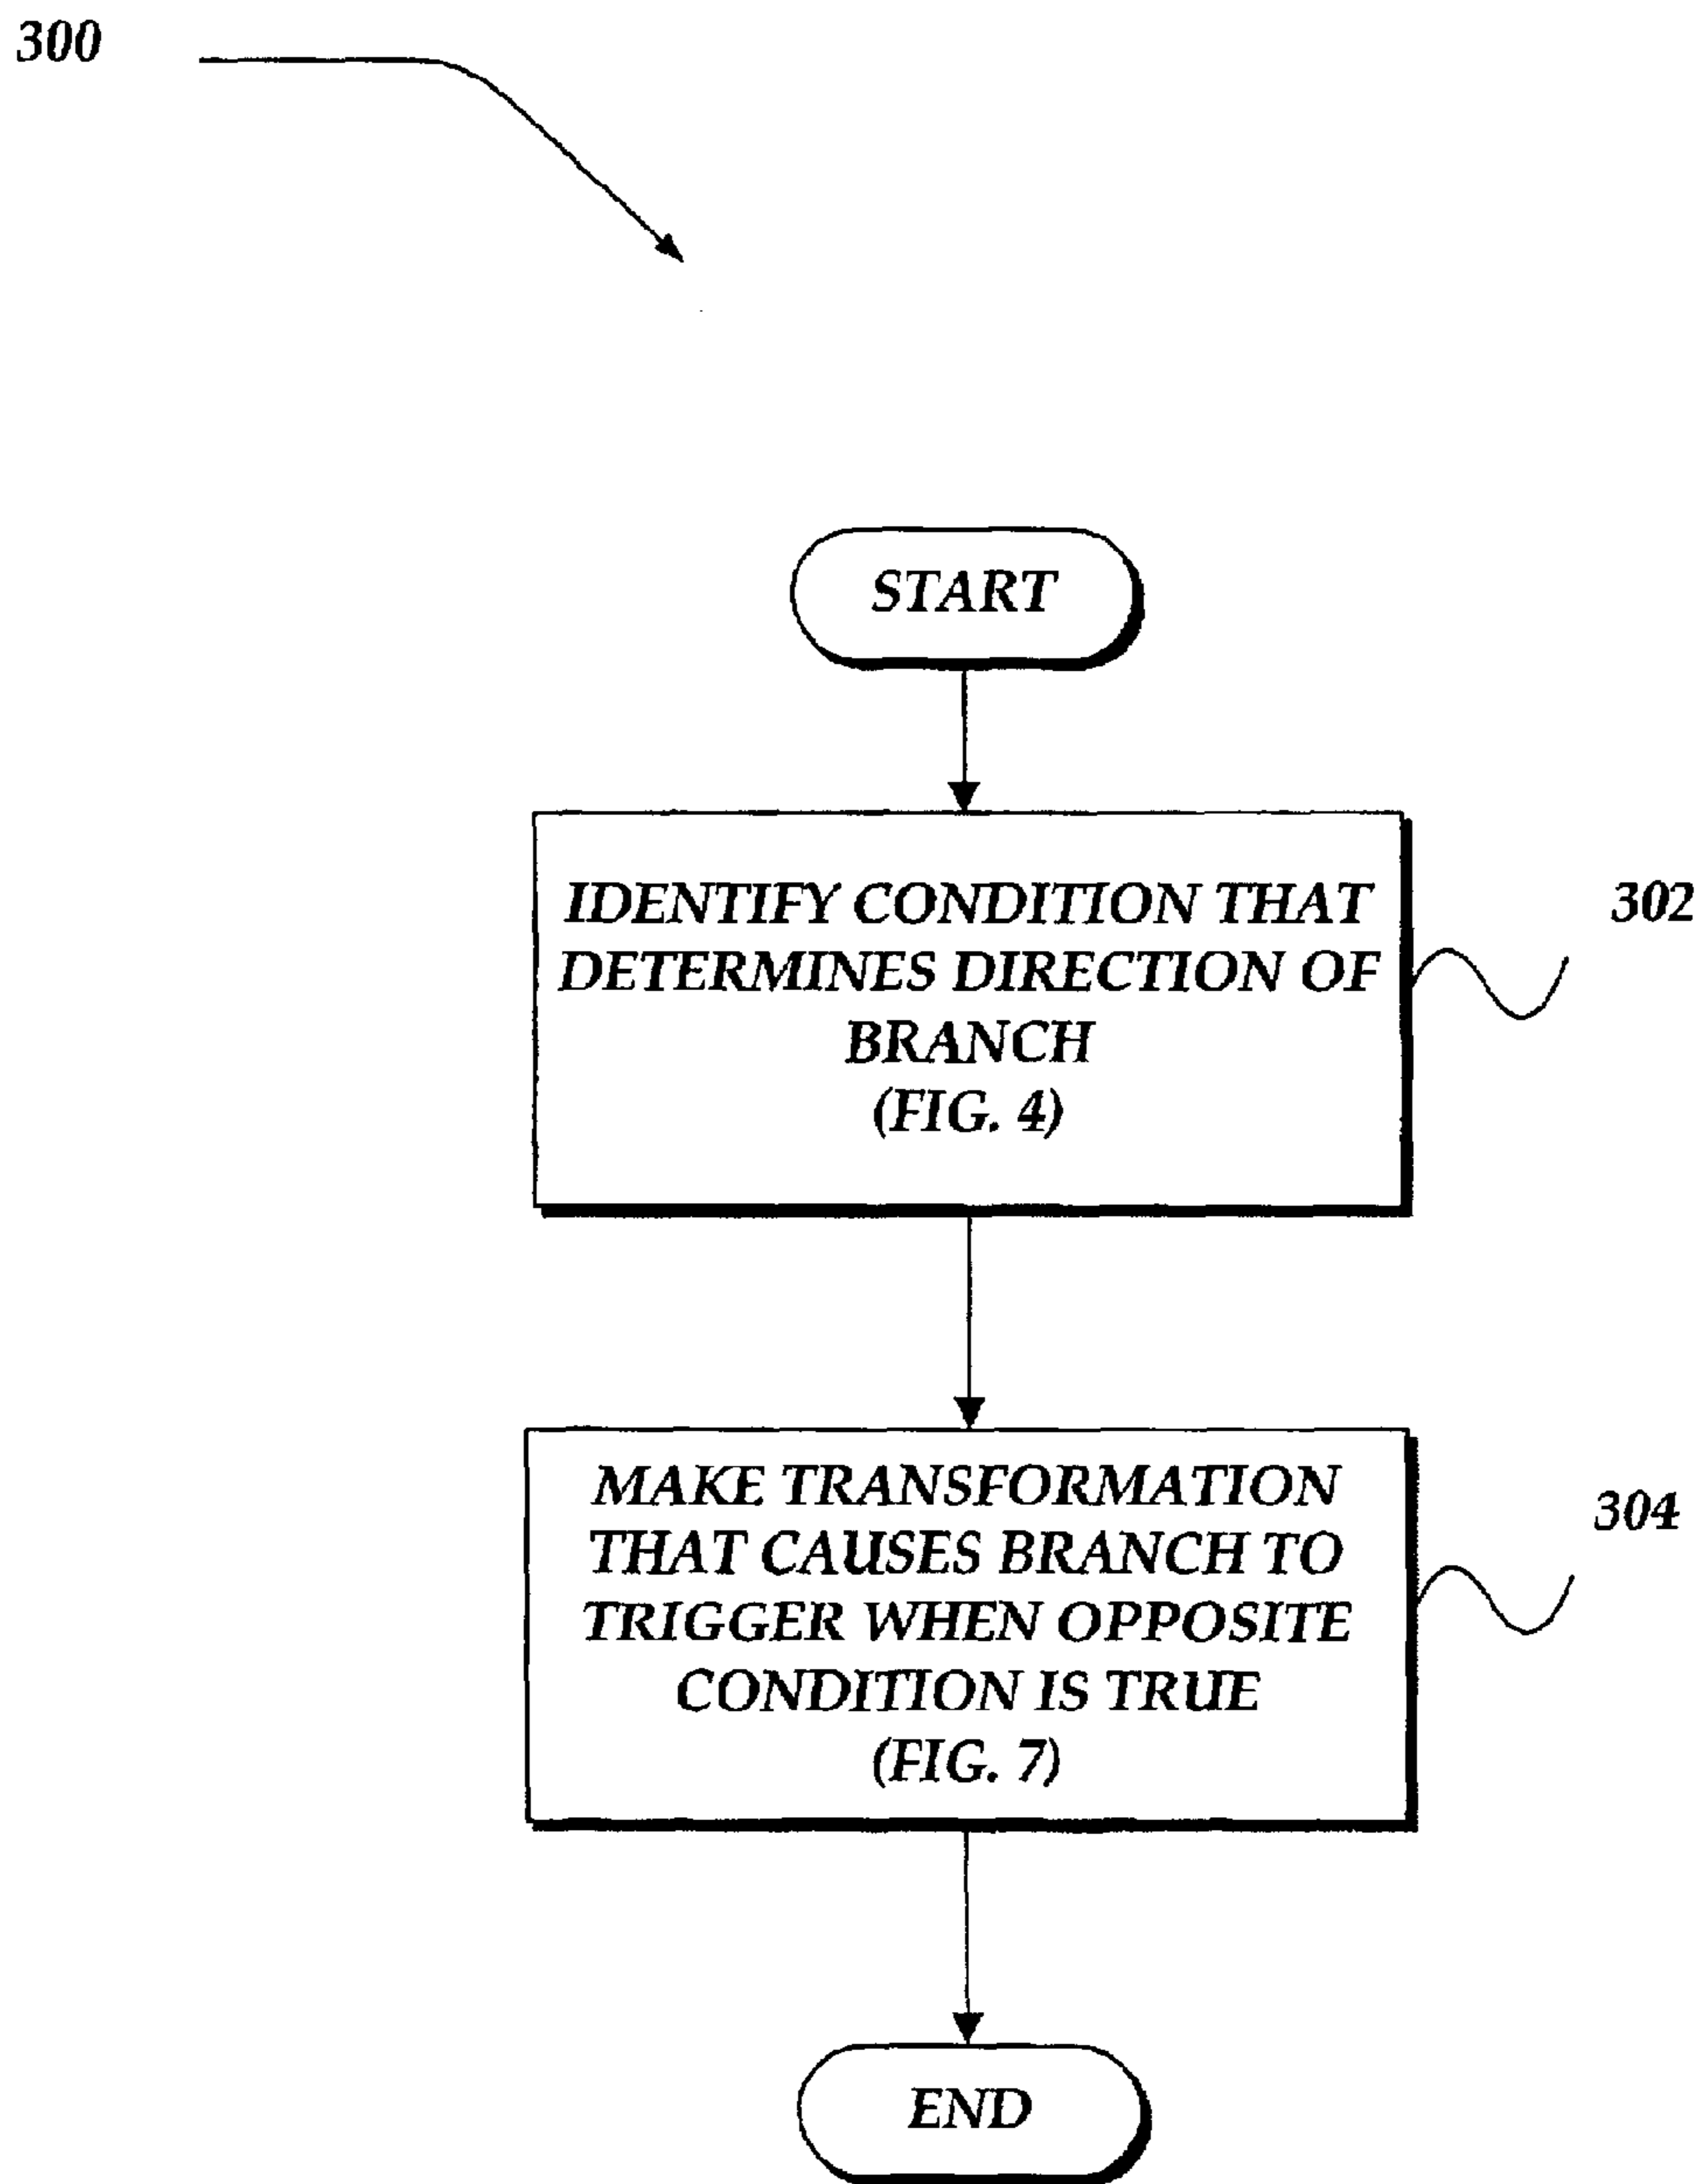 300
START
IDENTIFY CONDITION THAT
DETERMINES DIRECTION OF
BRANCH
(FIG. 4)
302
MAKE TRANSFORMATION
THAT CAUSES BRANCH TO
TRIGGER WHEN OPPOSITE
CONDITION IS TRUE
(FIG. 7)
304
END